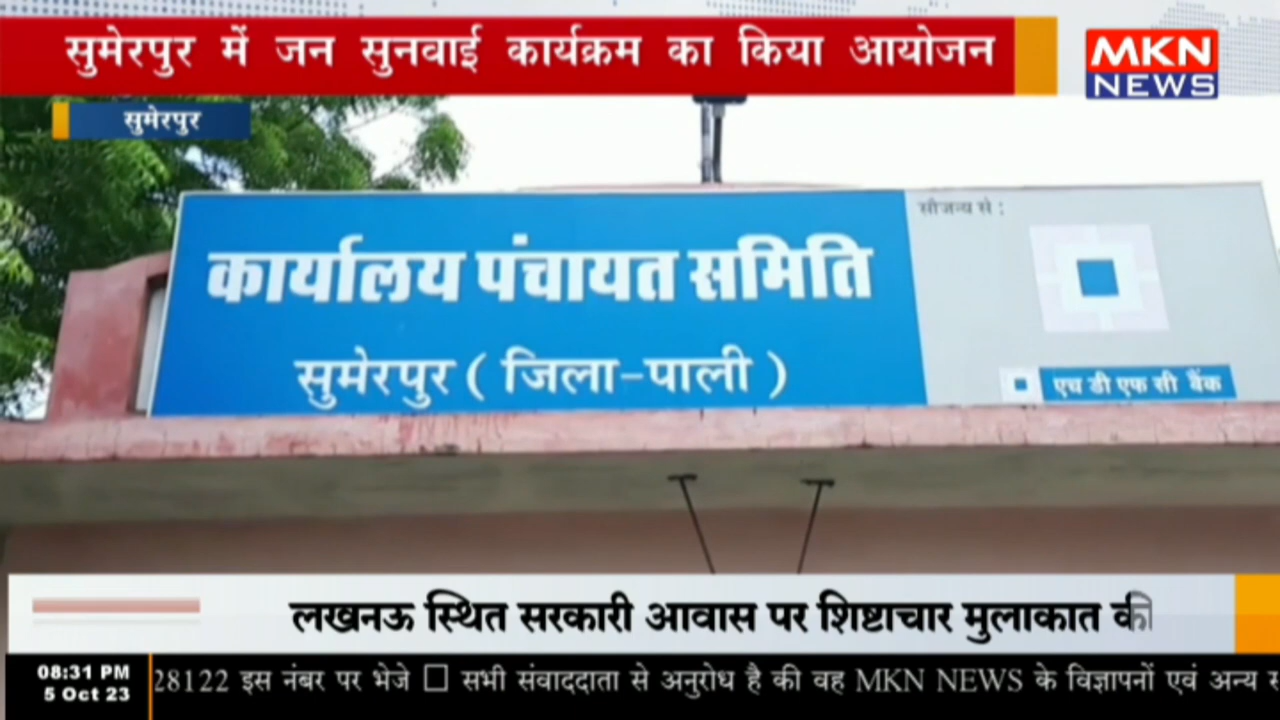 सुमेरपुर में जन सुनवाई कार्यक्रम का किया आयोजन
MKN
NEWS
सुमेरपुर
सौजन्य से :
कार्यालय पंचायत समिति
सुमेरपुर ( जिला-पाली )
एच डी एफ सी बैंक
लखनऊ स्थित सरकारी आवास पर शिष्टाचार मुलाकात की
08:31 PM
5 Oct 23
28122 इस नंबर पर भेजे □ सभी संवाददाता से अनुरोध है की वह MKN NEWS के विज्ञापनों एवं अन्य